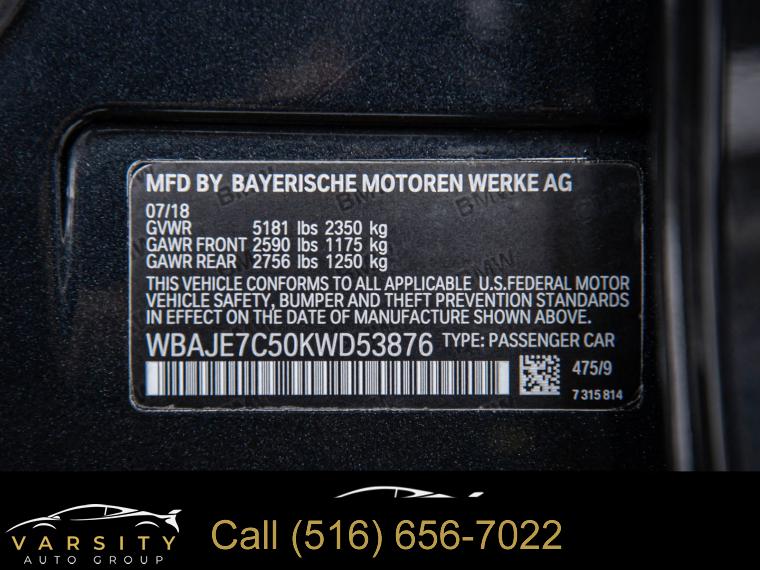 MFD BY BAYERISCHE MOTOREN WERKE AG
07/18
GVWR 5181 lbs 2350 kg
GAWR FRONT 2590 lbs 1175 kg
GAWR REAR 2756 lbs 1250 kg
THIS VEHICLE CONFORMS TO ALL APPLICABLE U.S.FEDERAL MOTOR
VEHICLE SAFETY, BUMPER AND THEFT PREVENTION STANDARDS
IN EFFECT ON THE DATE OF MANUFACTURE SHOWN ABOVE.
WBAJE7C50KWD53876 TYPE: PASSENGER CAR
475/9
7 315 814
VARSITY
AUTO GROUP
Call (516) 656-7022